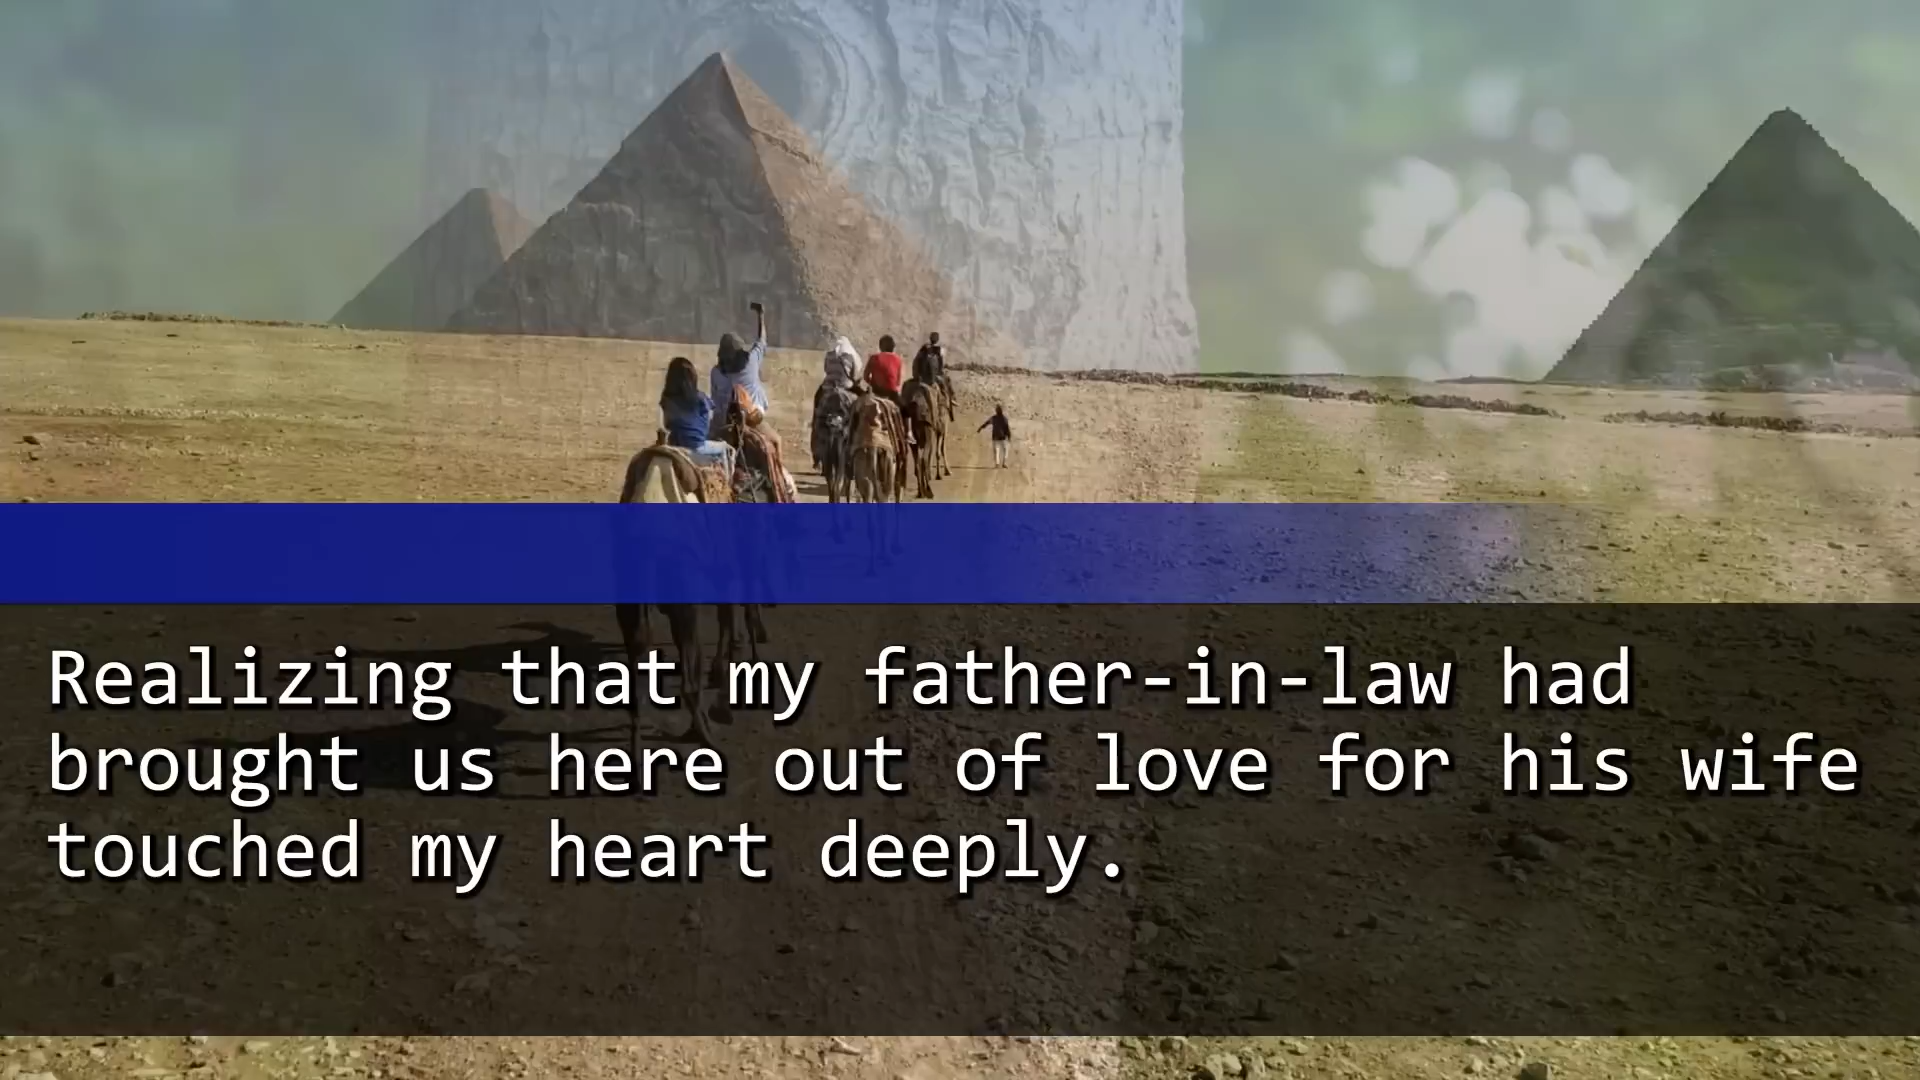 Realizing that my father-in-law had
brought us here out of love for his wife
touched my heart deeply.